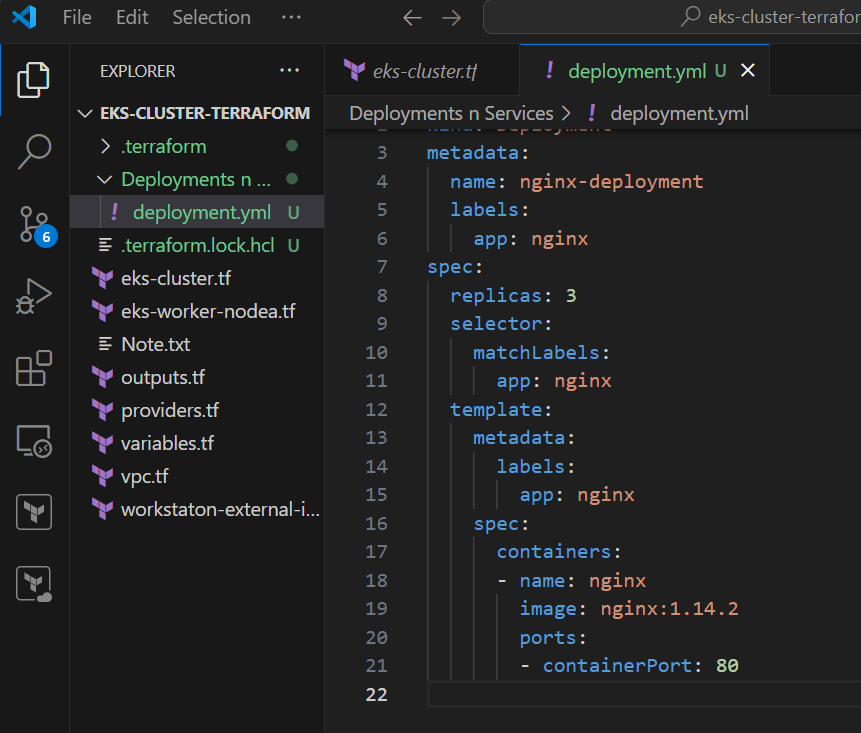 File Edit Selection ···
eks-cluster-terrafor
EXPLORER ···
EKS-CLUSTER-TERRAFORM
.terraform
Deployments n ...
deployment.yml U
.terraform.lock.hcl U
eks-cluster.tf
eks-worker-nodea.tf
Note.txt
outputs.tf
providers.tf
variables.tf
vpc.tf
workstaton-external-i...
6
eks-cluster.tf
! deployment.yml U
Deployments n Services > ! deployment.yml
2 kind: Deployment
3 metadata:
4 name: nginx-deployment
5 labels:
6 app: nginx
7 spec:
8 replicas: 3
9 selector:
10 matchLabels:
11 app: nginx
12 template:
13 metadata:
14 labels:
15 app: nginx
16 spec:
17 containers:
18 - name: nginx
19 image: nginx:1.14.2
20 ports:
21 - containerPort: 80
22